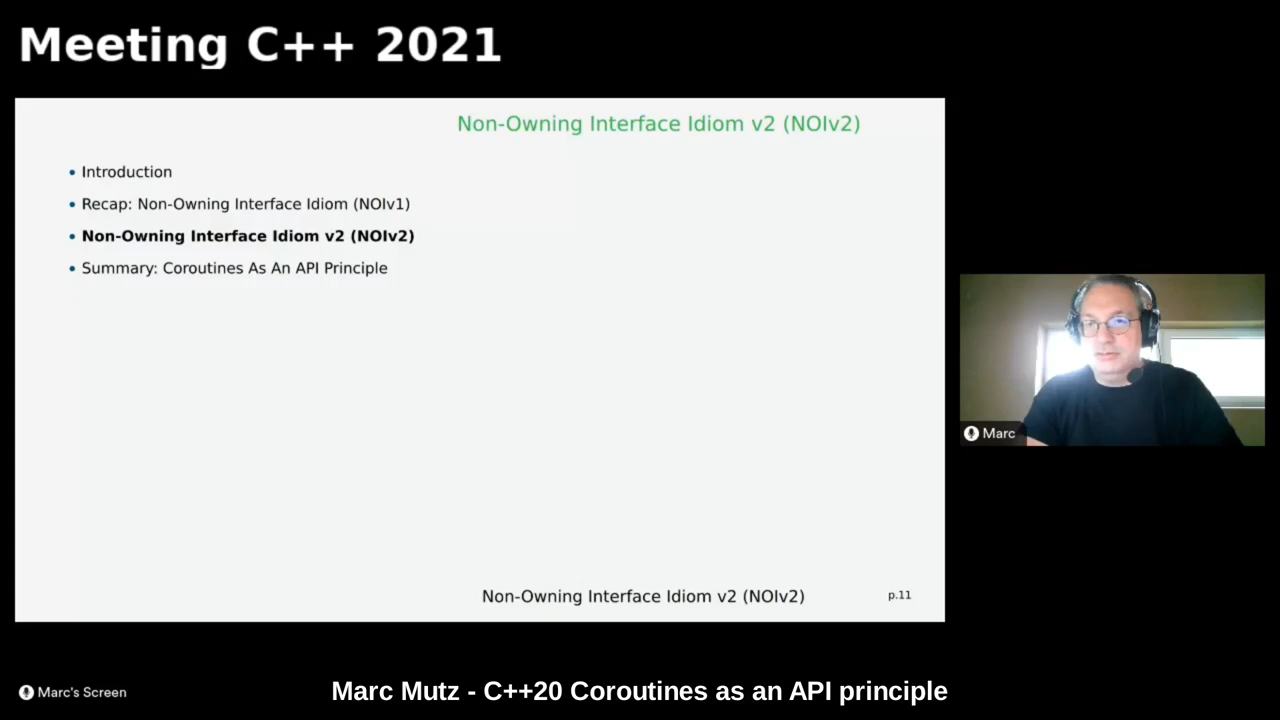 Meeting C++ 2021
Non-Owning Interface Idiom v2 (NOIv2)
• Introduction
• Recap: Non-Owning Interface Idiom (NOIv1)
• Non-Owning Interface Idiom v2 (NOIv2)
• Summary: Coroutines As An API Principle
Non-Owning Interface Idiom v2 (NOIv2)
p.11
Marc
Marc's Screen
Marc Mutz - C++20 Coroutines as an API principle